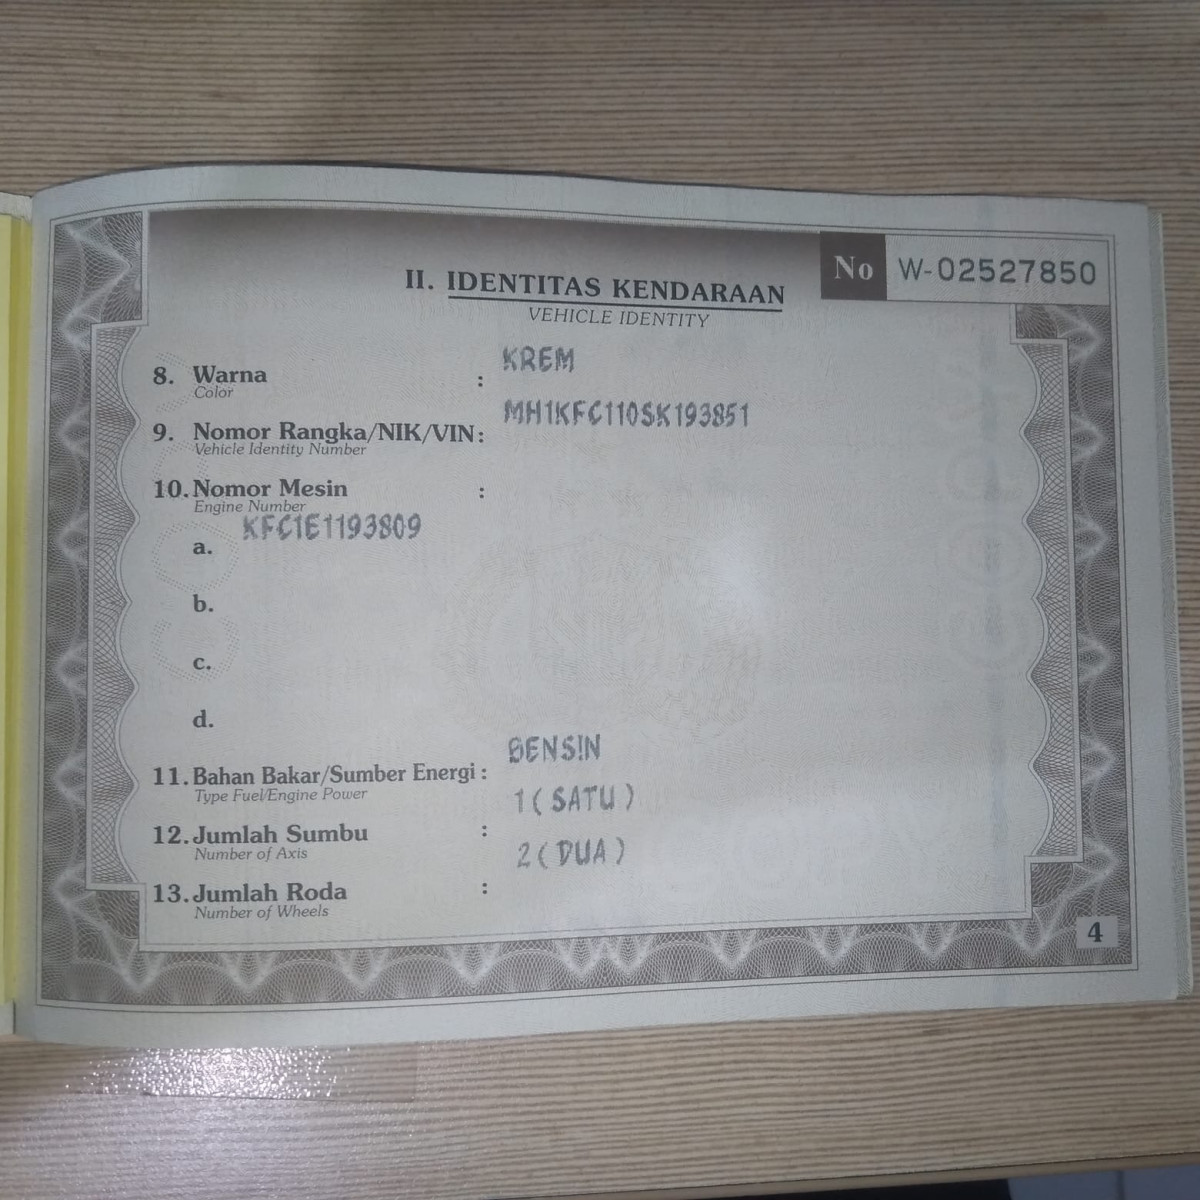 No W-02527850
II. IDENTITAS KENDARAAN
VEHICLE IDENTITY
8. Warna : KREM
Color
9. Nomor Rangka/NIK/VIN : MH1KFC110SK193851
Vehicle Identity Number
10. Nomor Mesin :
Engine Number
a. KFC1E1193809
b.
c.
d.
11. Bahan Bakar/Sumber Energi : BENSIN
Type Fuel/Engine Power
12. Jumlah Sumbu : 1 ( SATU )
Number of Axis
13. Jumlah Roda : 2 ( DUA )
Number of Wheels
4